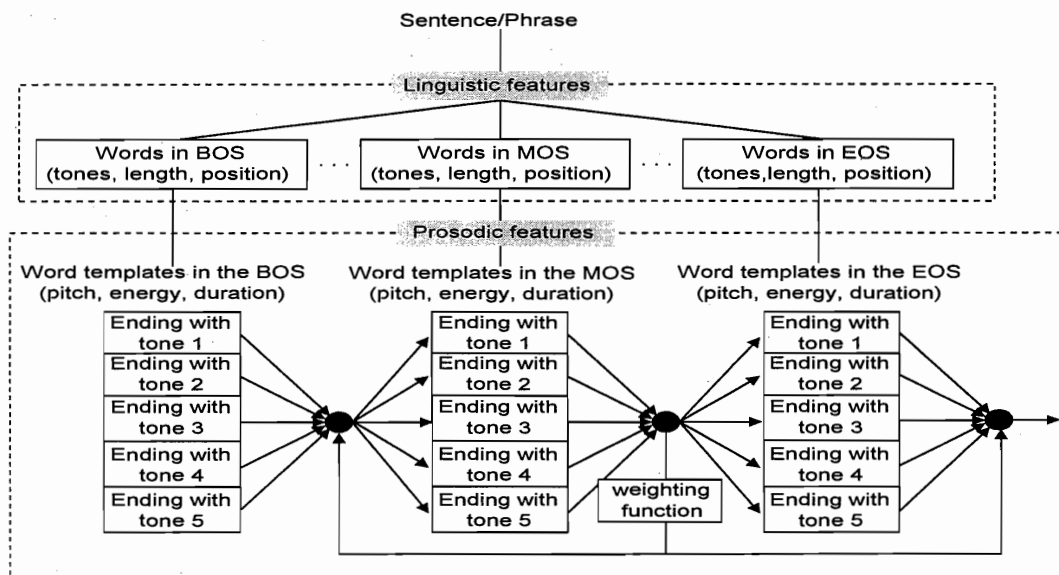 Sentence/Phrase
Linguistic features
Words in BOS
(tones, length, position)
. . .
Words in MOS
(tones, length, position)
. . .
Words in EOS
(tones,length, position)
Prosodic features
Word templates in the BOS
(pitch, energy, duration)
Word templates in the MOS
(pitch, energy, duration)
Word templates in the EOS
(pitch, energy, duration)
Ending with
tone 1
Ending with
tone 2
Ending with
tone 3
Ending with
tone 4
Ending with
tone 5
Ending with
tone 1
Ending with
tone 2
Ending with
tone 3
Ending with
tone 4
Ending with
tone 5
weighting
function
Ending with
tone 1
Ending with
tone 2
Ending with
tone 3
Ending with
tone 4
Ending with
tone 5